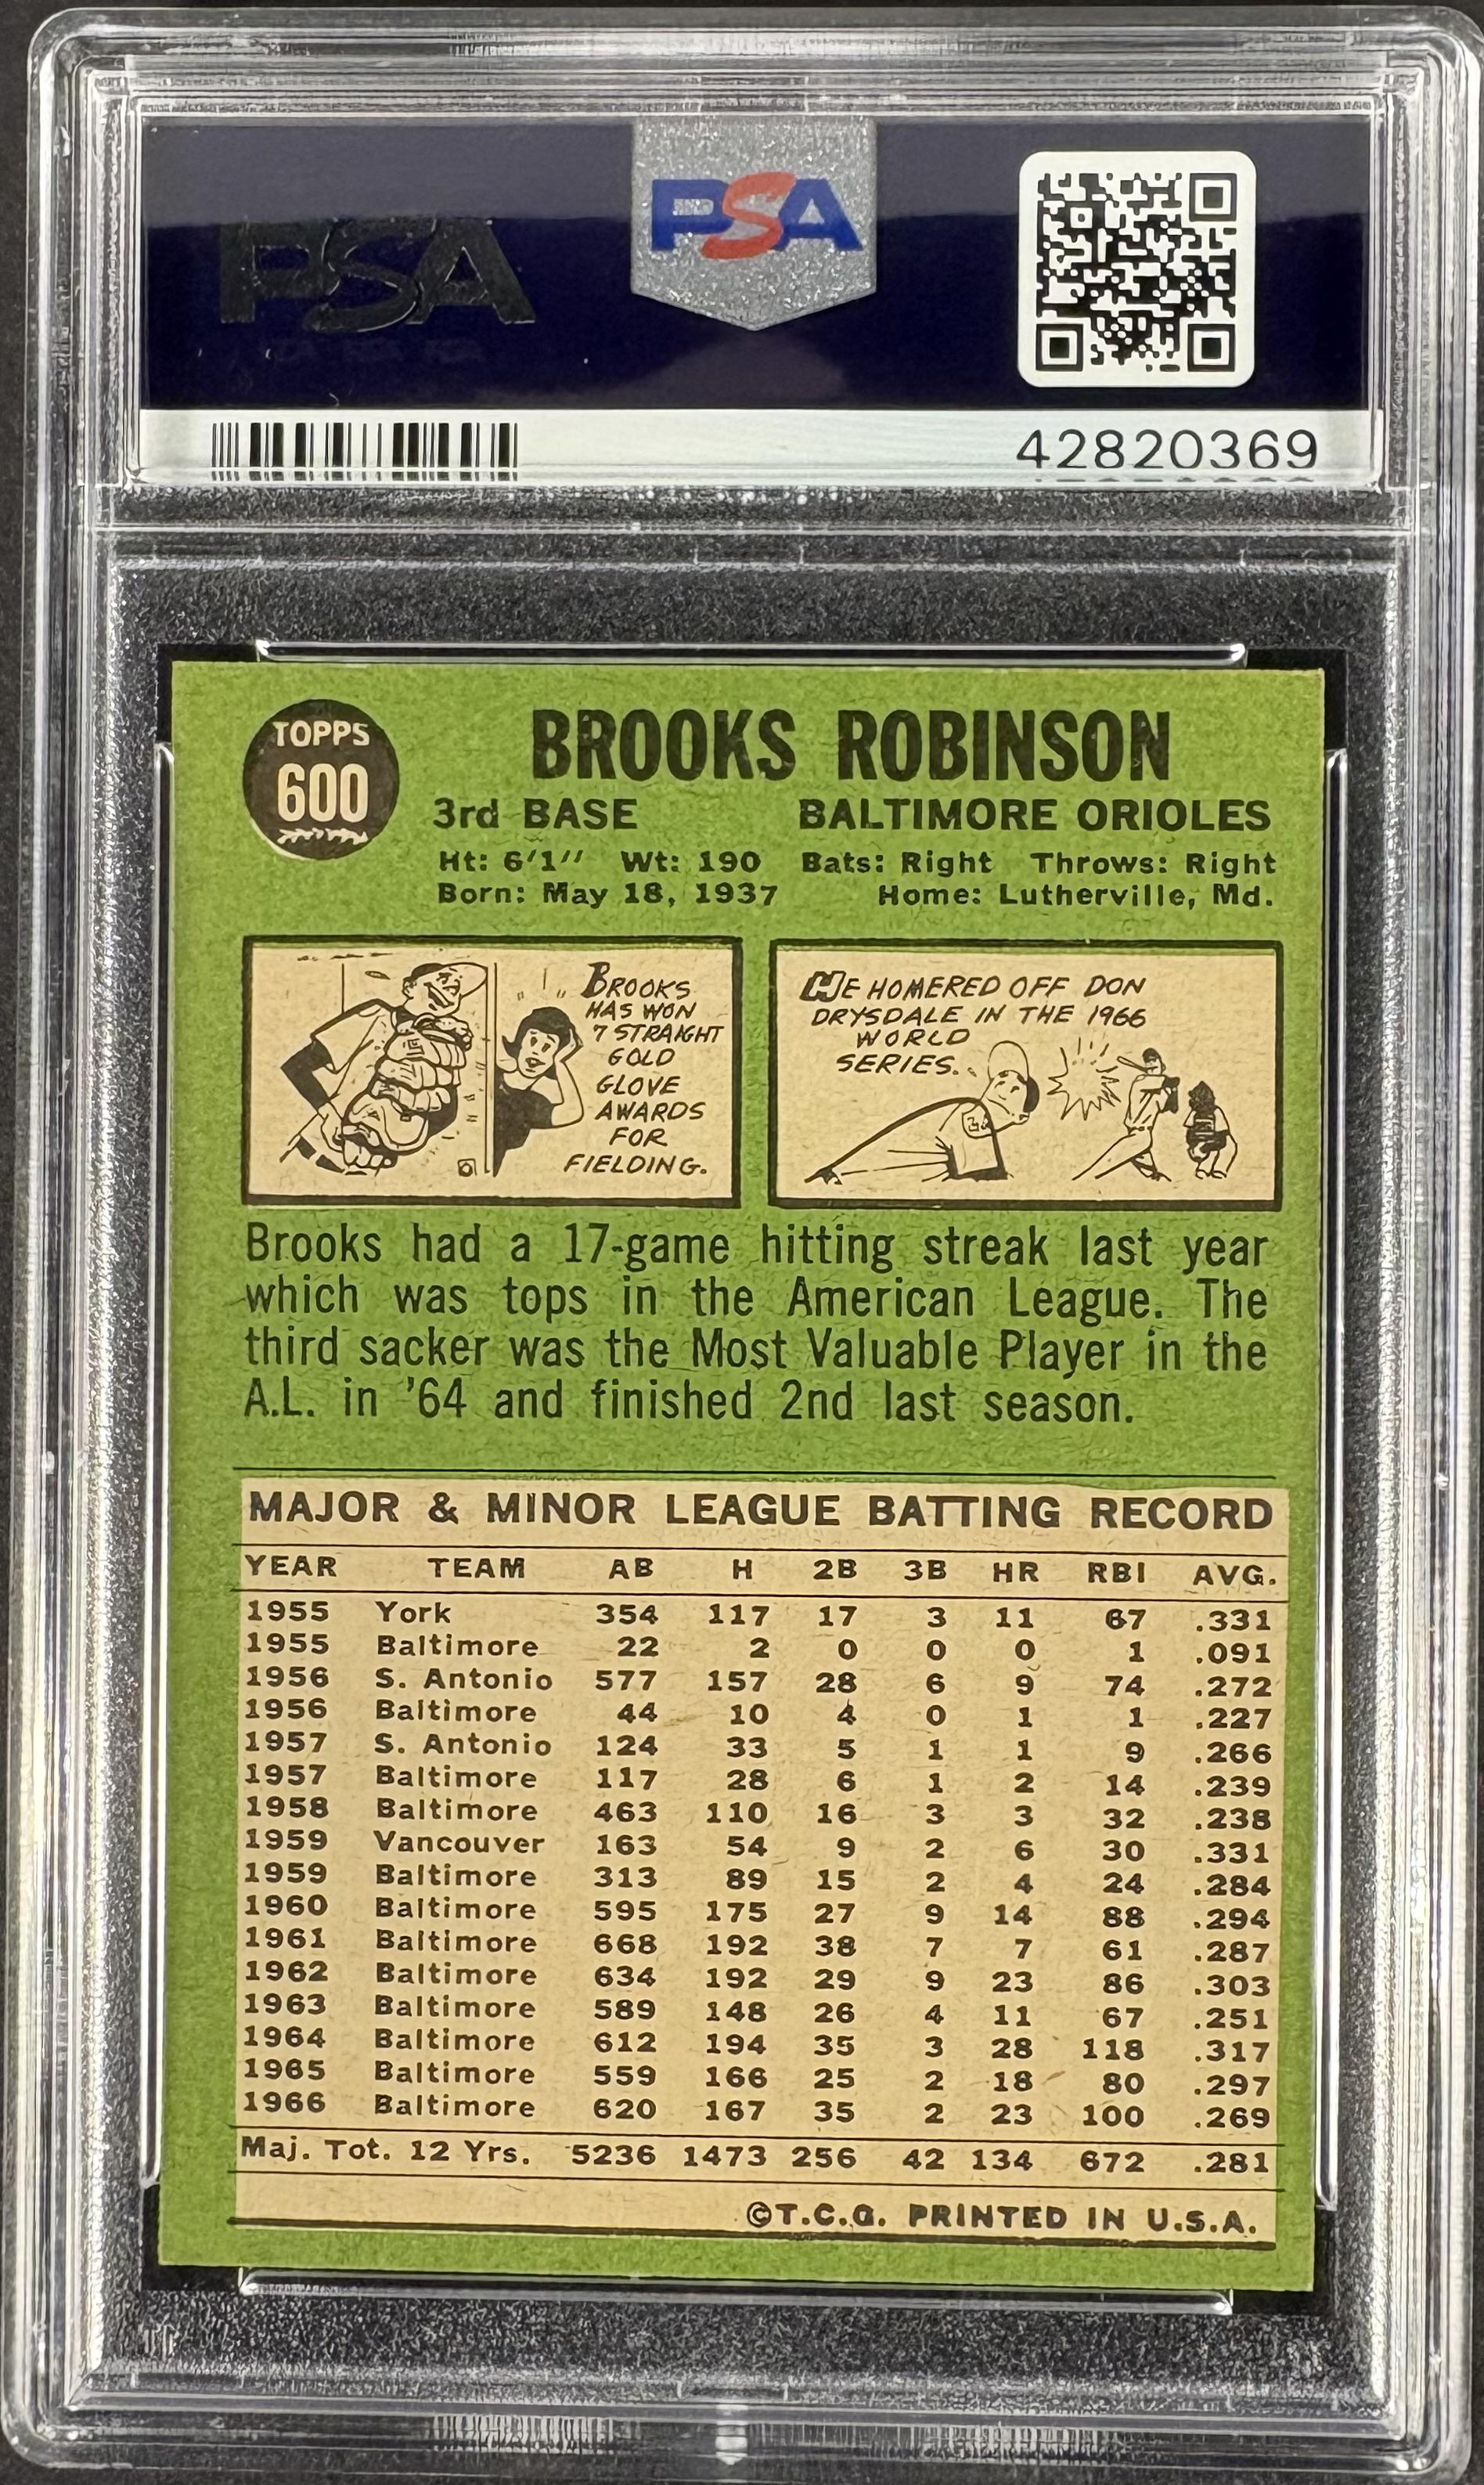 PSA
PSA
42820369
TOPPS
600
BROOKS ROBINSON
3rd BASE BALTIMORE ORIOLES
Ht: 6'1" Wt: 190 Bats: Right Throws: Right
Born: May 18, 1937 Home: Lutherville, Md.
BROOKS
HAS WON
7 STRAIGHT
GOLD
GLOVE
AWARDS
FOR
FIELDING.
HE HOMERED OFF DON
DRYSDALE IN THE 1966
WORLD
SERIES..
Brooks had a 17-game hitting streak last year
which was tops in the American League. The
third sacker was the Most Valuable Player in the
A.L. in '64 and finished 2nd last season.
MAJOR & MINOR LEAGUE BATTING RECORD
YEAR TEAM AB H 2B 3B HR RBI AVG.
1955 York 354 117 17 3 11 67 .331
1955 Baltimore 22 2 0 0 0 1 .091
1956 S. Antonio 577 157 28 6 9 74 .272
1956 Baltimore 44 10 4 0 1 1 .227
1957 S. Antonio 124 33 5 1 1 9 .266
1957 Baltimore 117 28 6 1 2 14 .239
1958 Baltimore 463 110 16 3 3 32 .238
1959 Vancouver 163 54 9 2 6 30 .331
1959 Baltimore 313 89 15 2 4 24 .284
1960 Baltimore 595 175 27 9 14 88 .294
1961 Baltimore 668 192 38 7 7 61 .287
1962 Baltimore 634 192 29 9 23 86 .303
1963 Baltimore 589 148 26 4 11 67 .251
1964 Baltimore 612 194 35 3 28 118 .317
1965 Baltimore 559 166 25 2 18 80 .297
1966 Baltimore 620 167 35 2 23 100 .269
Maj. Tot. 12 Yrs. 5236 1473 256 42 134 672 .281
©T.C.G. PRINTED IN U.S.A.